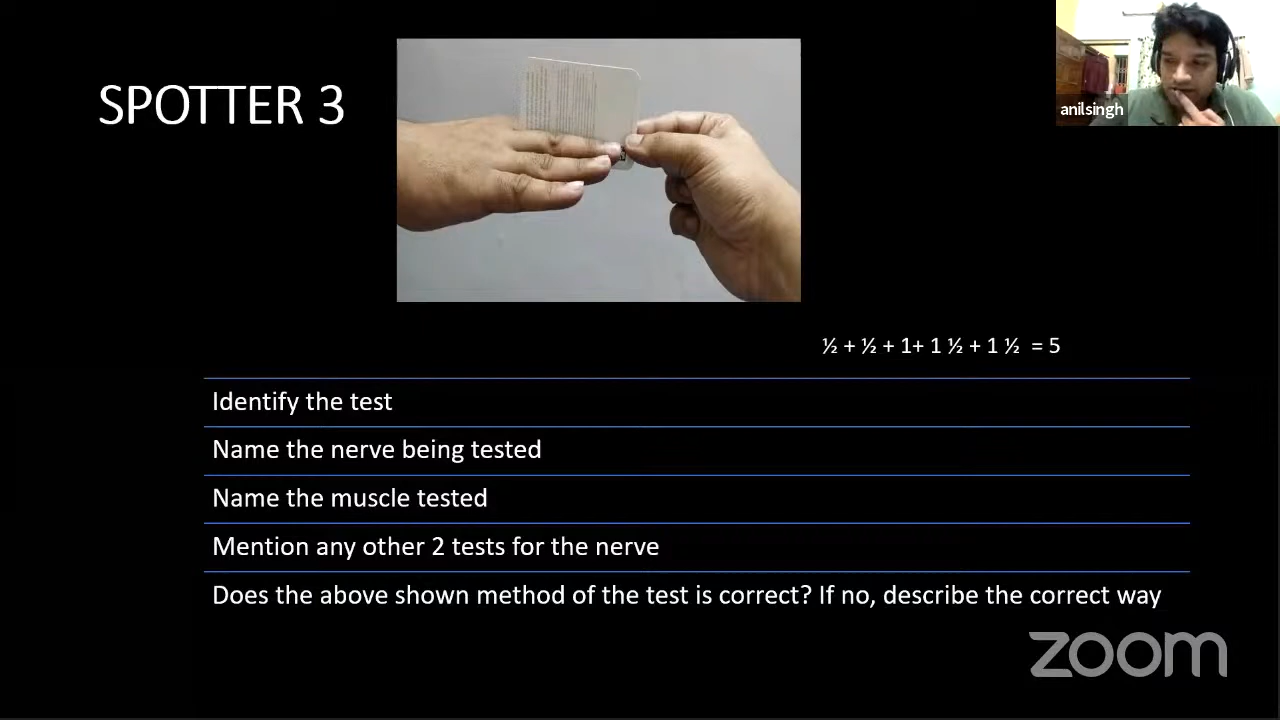 SPOTTER 3
anilsingh
½ + ½ + 1+ 1 ½ + 1 ½ = 5
Identify the test
Name the nerve being tested
Name the muscle tested
Mention any other 2 tests for the nerve
Does the above shown method of the test is correct? If no, describe the correct way
zoom